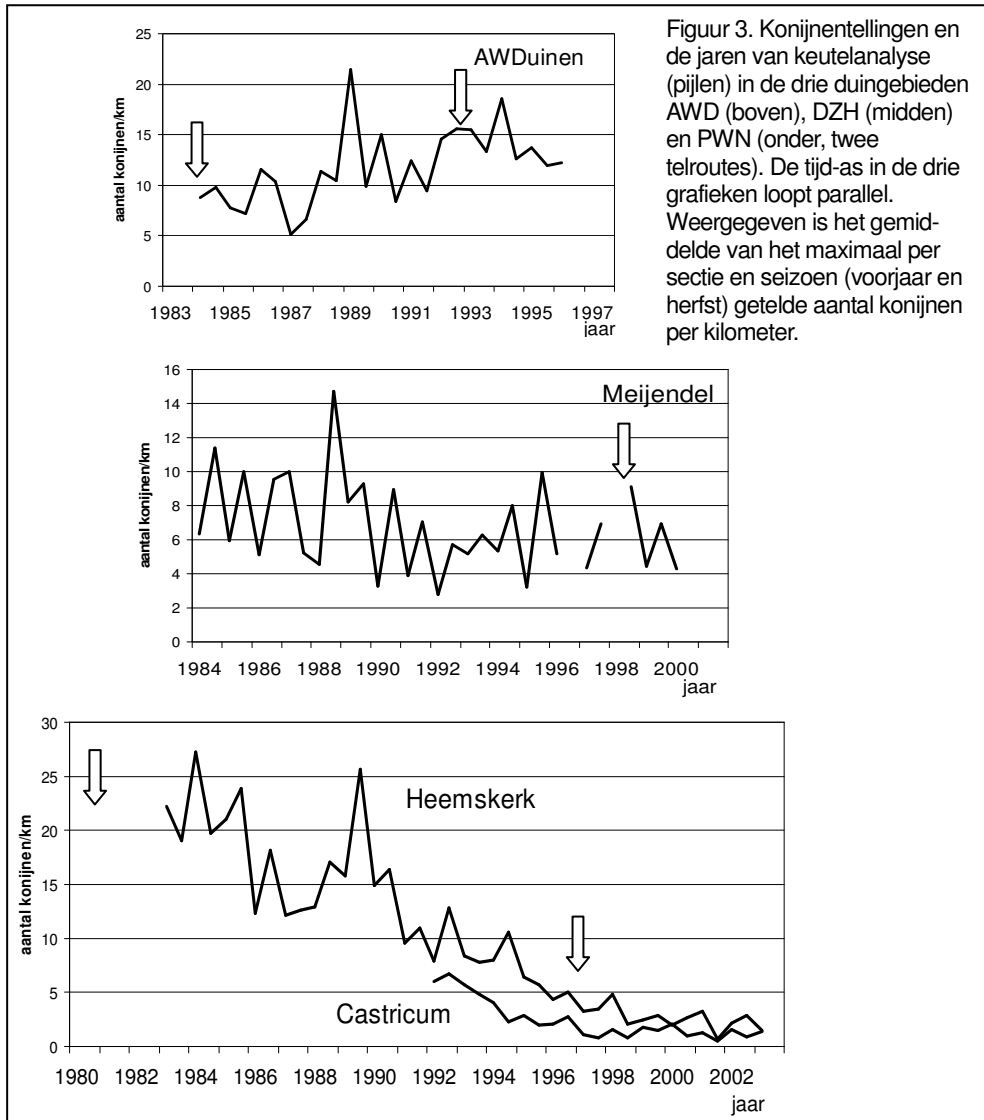 Figuur 3. Konijnentellingen en
de jaren van keutelanalyse
(pijlen) in de drie duingebieden
AWD (boven), DZH (midden)
en PWN (onder, twee
telroutes). De tijd-as in de drie
grafieken loopt parallel.
Weergegeven is het gemid-
delde van het maximaal per
sectie en seizoen (voorjaar en
herfst) getelde aantal konijnen
per kilometer.
AWDuinen
aantal konijnen/km
25
20
15
10
5
0
1983 1985 1987 1989 1991 1993 1995 1997
jaar
Meijendel
aantal konijnen/km
16
14
12
10
8
6
4
2
0
1984 1986 1988 1990 1992 1994 1996 1998 2000
jaar
Heemskerk
Castricum
aantal konijnen/km
30
25
20
15
10
5
0
1980 1982 1984 1986 1988 1990 1992 1994 1996 1998 2000 2002
jaar